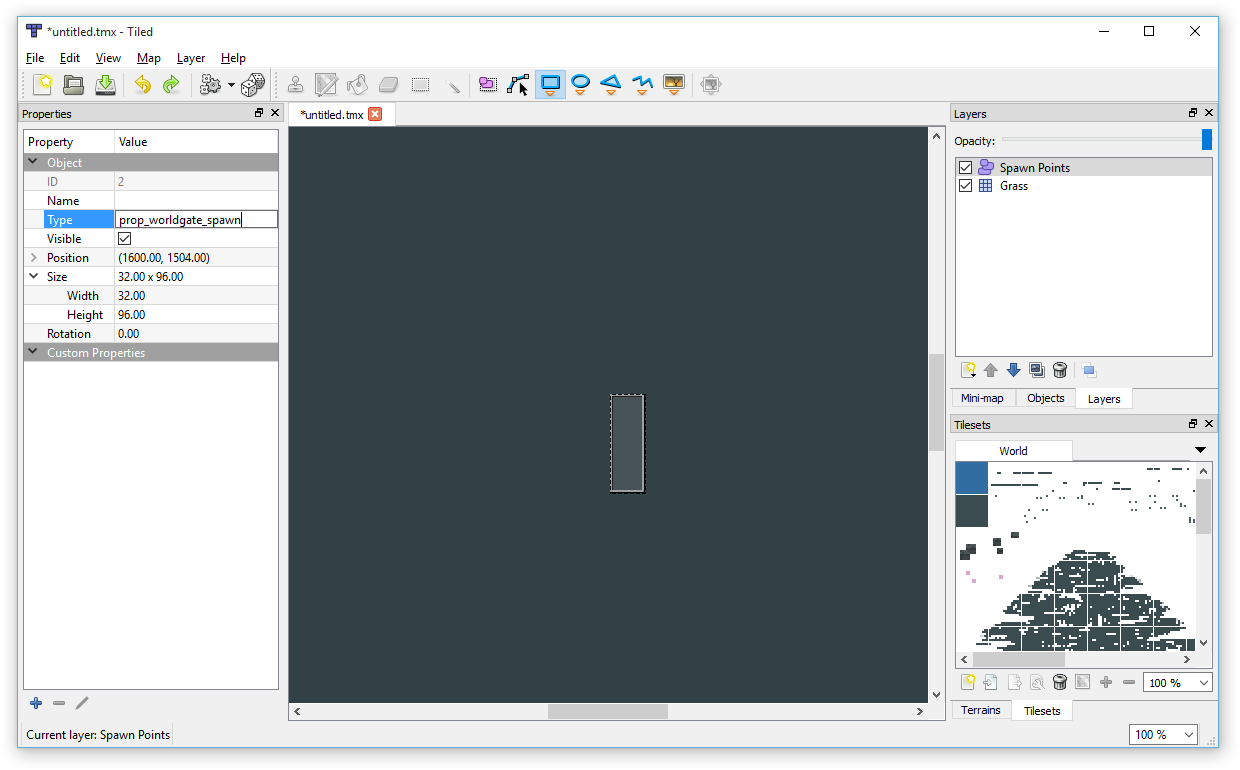 *untitled.tmx - Tiled
File Edit View Map Layer Help
Properties
Property Value
Object
ID 2
Name
Type prop_worldgate_spawn
Visible
Position (1600.00, 1504.00)
Size 32.00 x 96.00
Width 32.00
Height 96.00
Rotation 0.00
Custom Properties
*untitled.tmx
Layers
Opacity:
Spawn Points
Grass
Mini-map Objects Layers
Tilesets
World
100 %
Terrains Tilesets
Current layer: Spawn Points
100 %